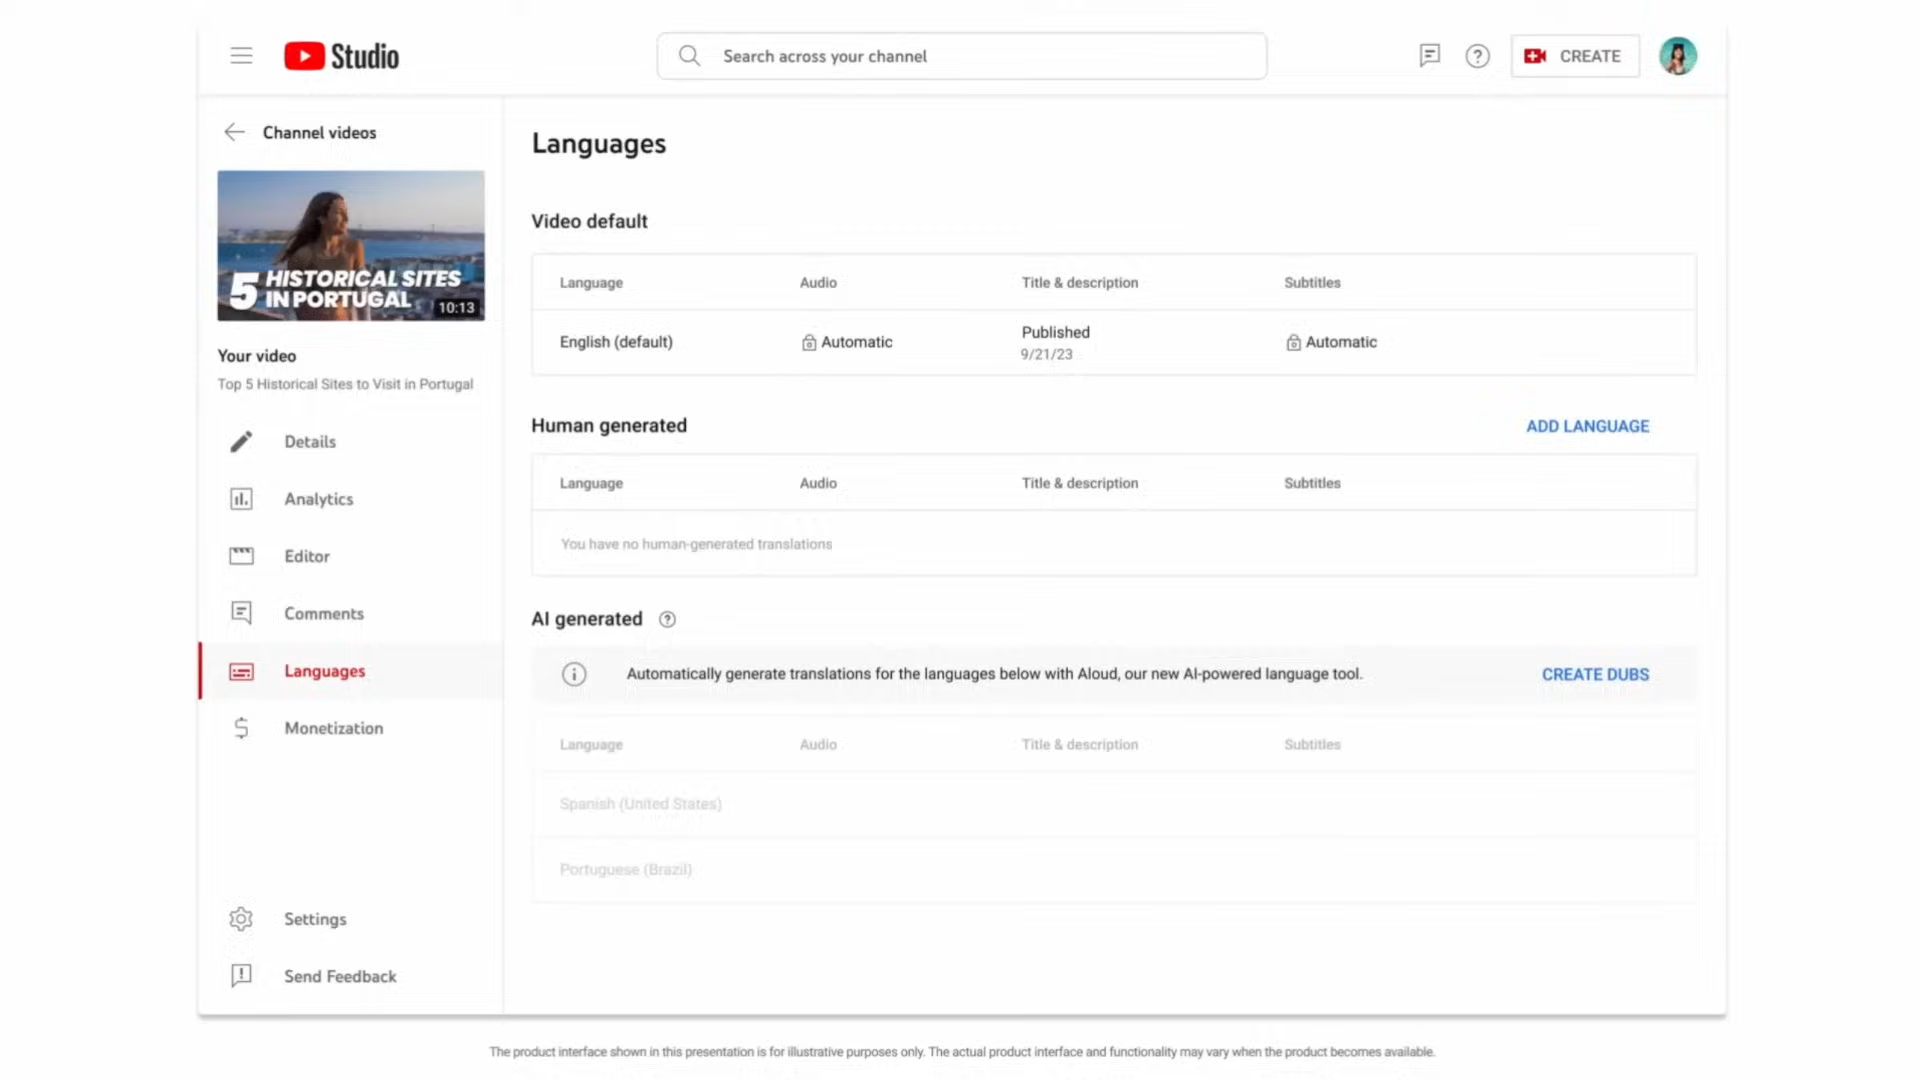 Studio
Search across your channel
CREATE
Channel videos
5 HISTORICAL SITES
IN PORTUGAL
10:13
Your video
Top 5 Historical Sites to Visit in Portugal
Details
Analytics
Editor
Comments
Languages
Monetization
Settings
Send Feedback
Languages
Video default
Language Audio Title & description Subtitles
English (default) Automatic Published Automatic
9/21/23
Human generated ADD LANGUAGE
Language Audio Title & description Subtitles
You have no human-generated translations
AI generated
Automatically generate translations for the languages below with Aloud, our new AI-powered language tool. CREATE DUBS
Language Audio Title & description Subtitles
Spanish (United States)
Portuguese (Brazil)
The product interface shown in this presentation is for illustrative purposes only. The actual product interface and functionality may vary when the product becomes available.